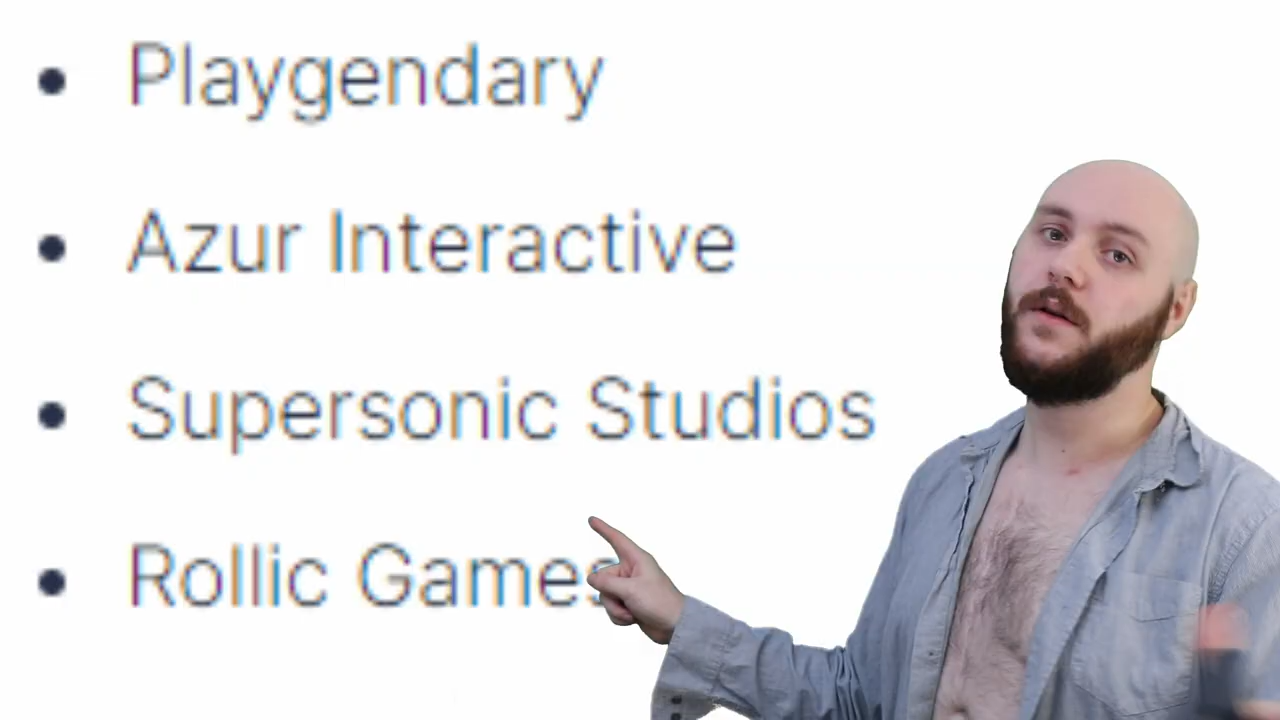 Playgendary
Azur Interactive
Supersonic Studios
Rollic Games